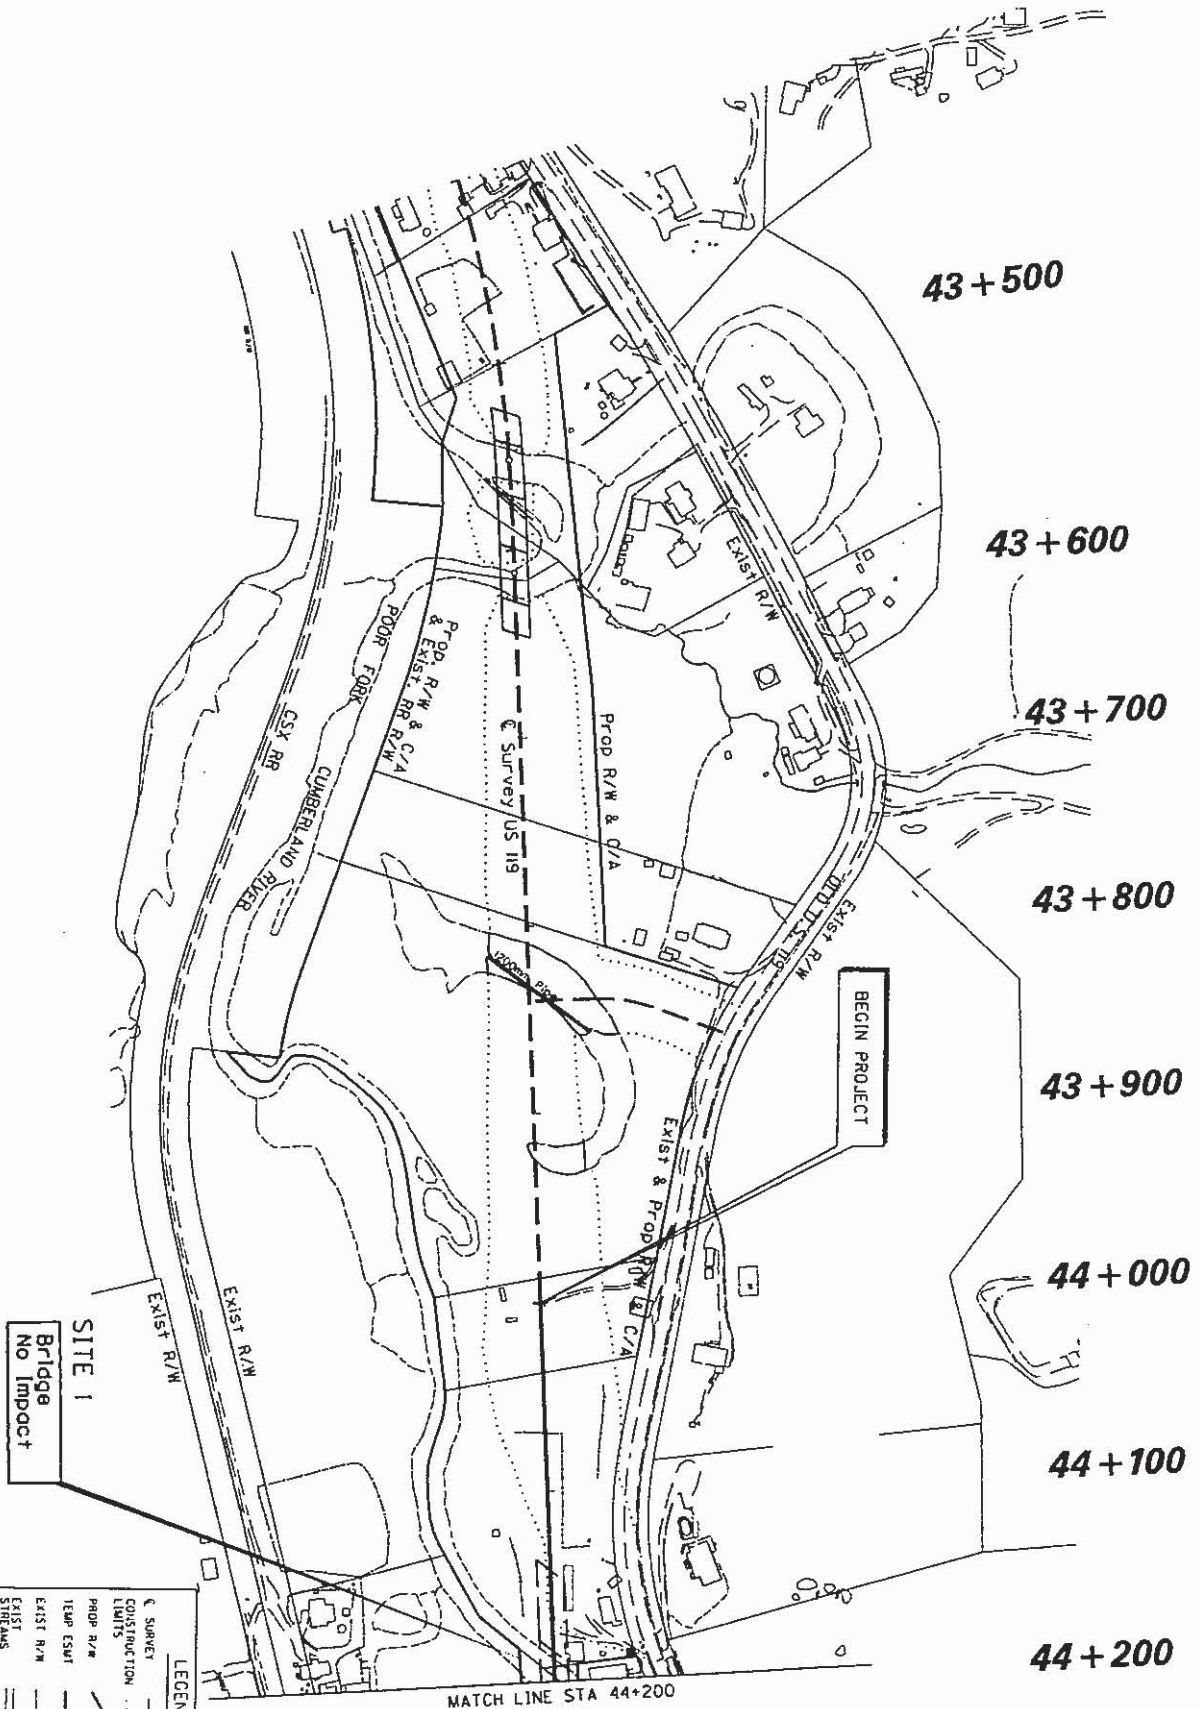 43+500
43+600
43+700
43+800
43+900
44+000
44+100
44+200
Exist R/W
Prop. R/W & C/A
& Exist. RR R/W
POOR FORK
CUMBERLAND RIVER
CSX RR
℄ Survey US 119
Prop R/W & C/A
OLD U.S. 119
Exist R/W
1200mm Pipe
BEGIN PROJECT
Exist & Prop R/W & C/A
Exist R/W
Exist R/W
SITE 1
Bridge
No Impact
MATCH LINE STA 44+200
℄ SURVEY
CONSTRUCTION
LIMITS
PROP R/W
TEMP ESMT
EXIST R/W
EXIST
STREAMS